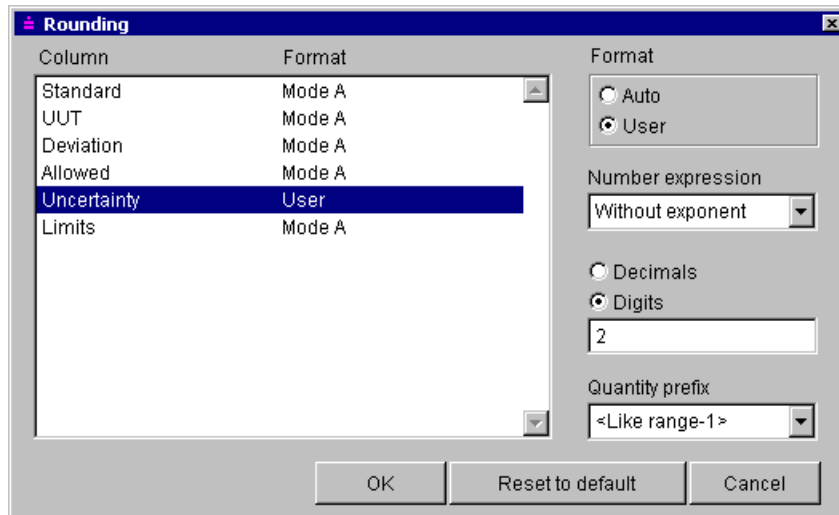 Rounding
Column Format
Standard Mode A
UUT Mode A
Deviation Mode A
Allowed Mode A
Uncertainty User
Limits Mode A
Format
Auto
User
Number expression
Without exponent
Decimals
Digits
2
Quantity prefix
<Like range-1>
OK Reset to default Cancel